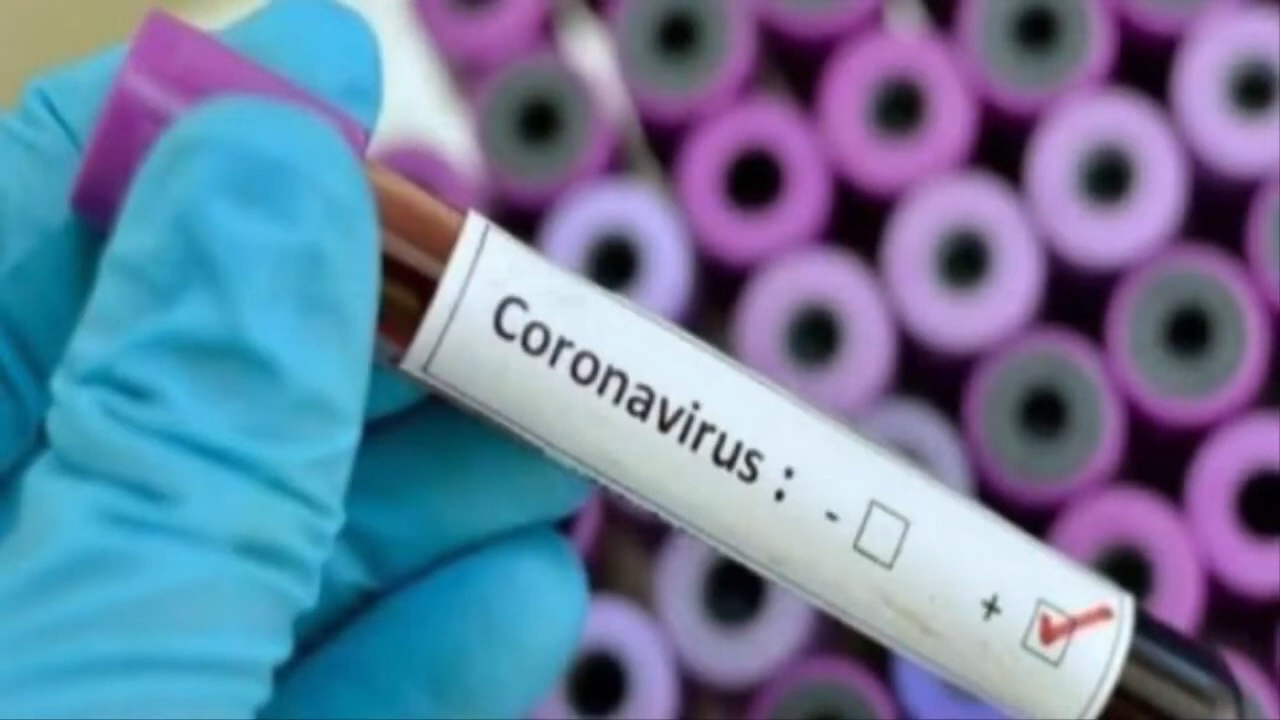 Coronavirus : - ☐
+ ☑